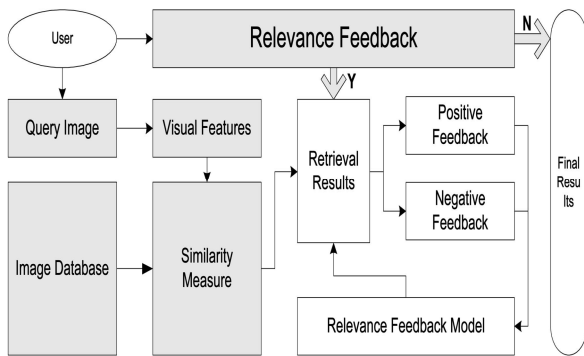 User
Relevance Feedback
N
Y
Query Image
Visual Features
Retrieval
Results
Positive
Feedback
Negative
Feedback
Final
Resu
lts
Image Database
Similarity
Measure
Relevance Feedback Model